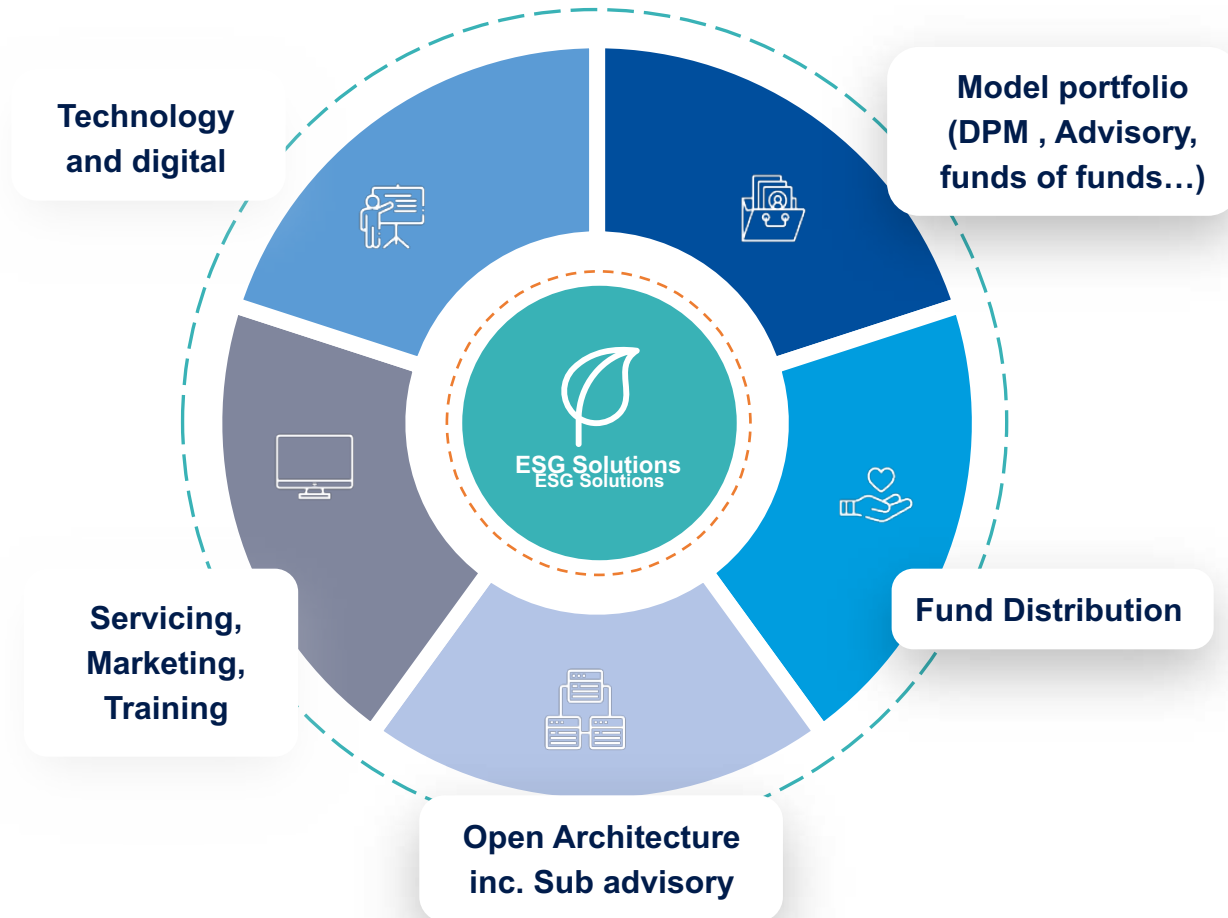 Technology
and digital
Model portfolio
(DPM , Advisory,
funds of funds…)
ESG Solutions
ESG Solutions
Servicing,
Marketing,
Training
Fund Distribution
Open Architecture
inc. Sub advisory